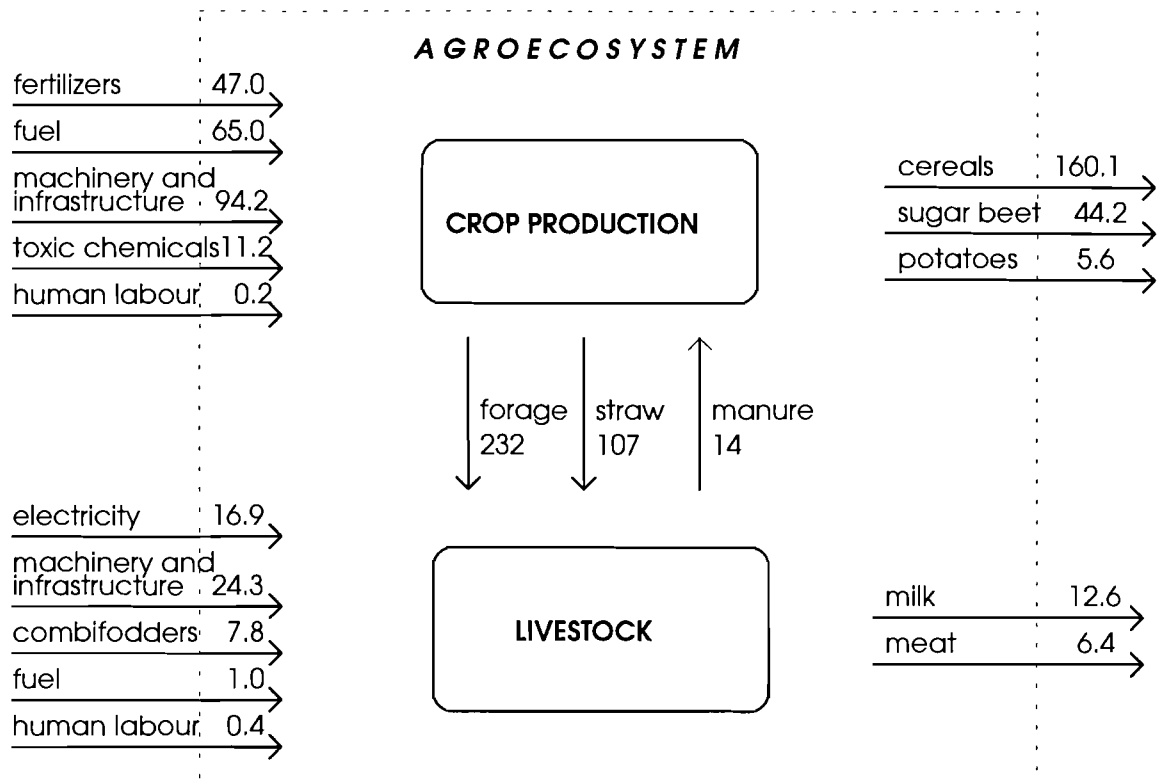 AGROECOSYSTEM
fertilizers 47.0
fuel 65.0
machinery and
infrastructure 94.2
toxic chemicals 11.2
human labour 0.2
CROP PRODUCTION
cereals 160.1
sugar beet 44.2
potatoes 5.6
forage straw manure
232 107 14
electricity 16.9
machinery and
infrastructure 24.3
combifodders 7.8
fuel 1.0
human labour 0.4
LIVESTOCK
milk 12.6
meat 6.4